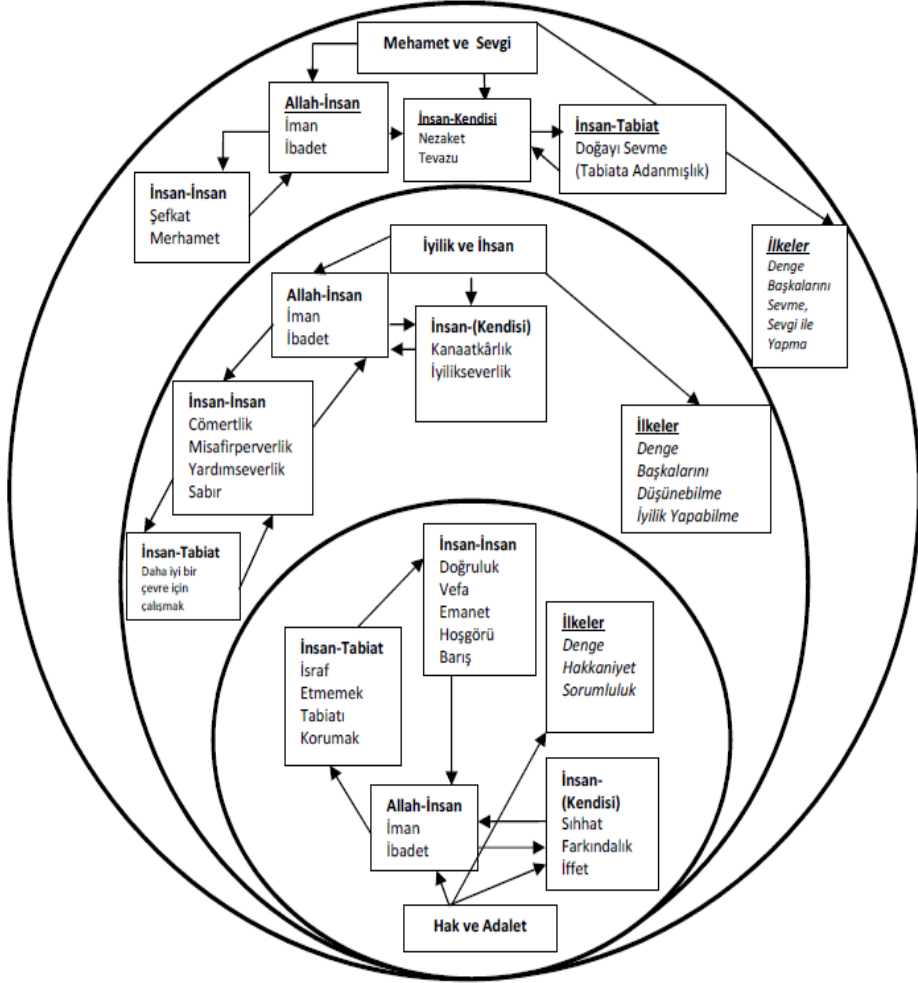 Mehamet ve Sevgi
Allah-İnsan
İman
İbadet
İnsan-Kendisi
Nezaket
Tevazu
İnsan-Tabiat
Doğayı Sevme
(Tabiata Adanmışlık)
İnsan-İnsan
Şefkat
Merhamet
İlkeler
Denge
Başkalarını
Sevme,
Sevgi ile
Yapma
İyilik ve İhsan
Allah-İnsan
İman
İbadet
İnsan-(Kendisi)
Kanaatkârlık
İyilikseverlik
İnsan-İnsan
Cömertlik
Misafirperverlik
Yardımseverlik
Sabır
İlkeler
Denge
Başkalarını
Düşünebilme
İyilik Yapabilme
İnsan-Tabiat
Daha iyi bir
çevre için
çalışmak
İnsan-İnsan
Doğruluk
Vefa
Emanet
Hoşgörü
Barış
İnsan-Tabiat
İsraf
Etmemek
Tabiatı
Korumak
İlkeler
Denge
Hakkaniyet
Sorumluluk
Allah-İnsan
İman
İbadet
İnsan-
(Kendisi)
Sıhhat
Farkındalık
İffet
Hak ve Adalet